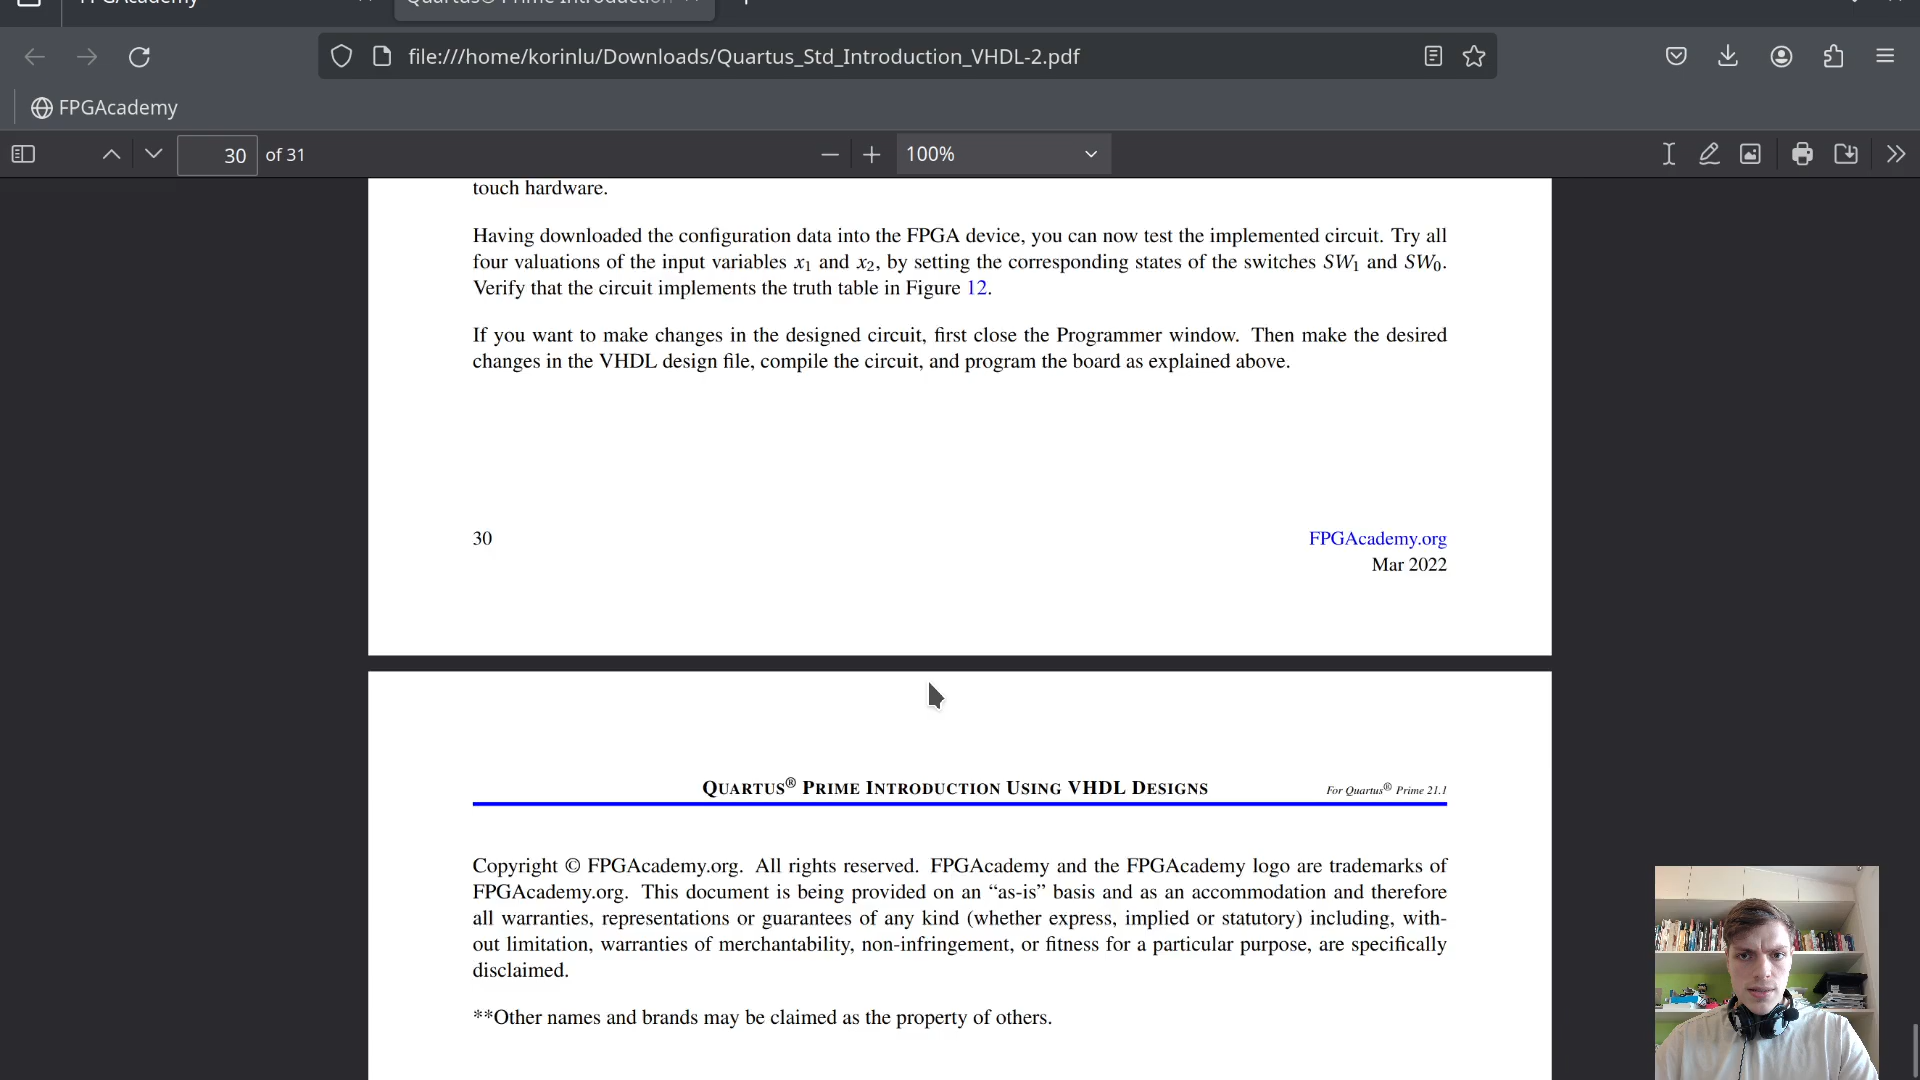 file:///home/korinlu/Downloads/Quartus_Std_Introduction_VHDL-2.pdf
FPGAcademy
30 of 31
100%
touch hardware.
Having downloaded the configuration data into the FPGA device, you can now test the implemented circuit. Try all
four valuations of the input variables x1 and x2, by setting the corresponding states of the switches SW1 and SW0.
Verify that the circuit implements the truth table in Figure 12.
If you want to make changes in the designed circuit, first close the Programmer window. Then make the desired
changes in the VHDL design file, compile the circuit, and program the board as explained above.
30
FPGAcademy.org
Mar 2022
QUARTUS® PRIME INTRODUCTION USING VHDL DESIGNS
For Quartus® Prime 21.1
Copyright © FPGAcademy.org. All rights reserved. FPGAcademy and the FPGAcademy logo are trademarks of
FPGAcademy.org. This document is being provided on an “as-is” basis and as an accommodation and therefore
all warranties, representations or guarantees of any kind (whether express, implied or statutory) including, with-
out limitation, warranties of merchantability, non-infringement, or fitness for a particular purpose, are specifically
disclaimed.
**Other names and brands may be claimed as the property of others.